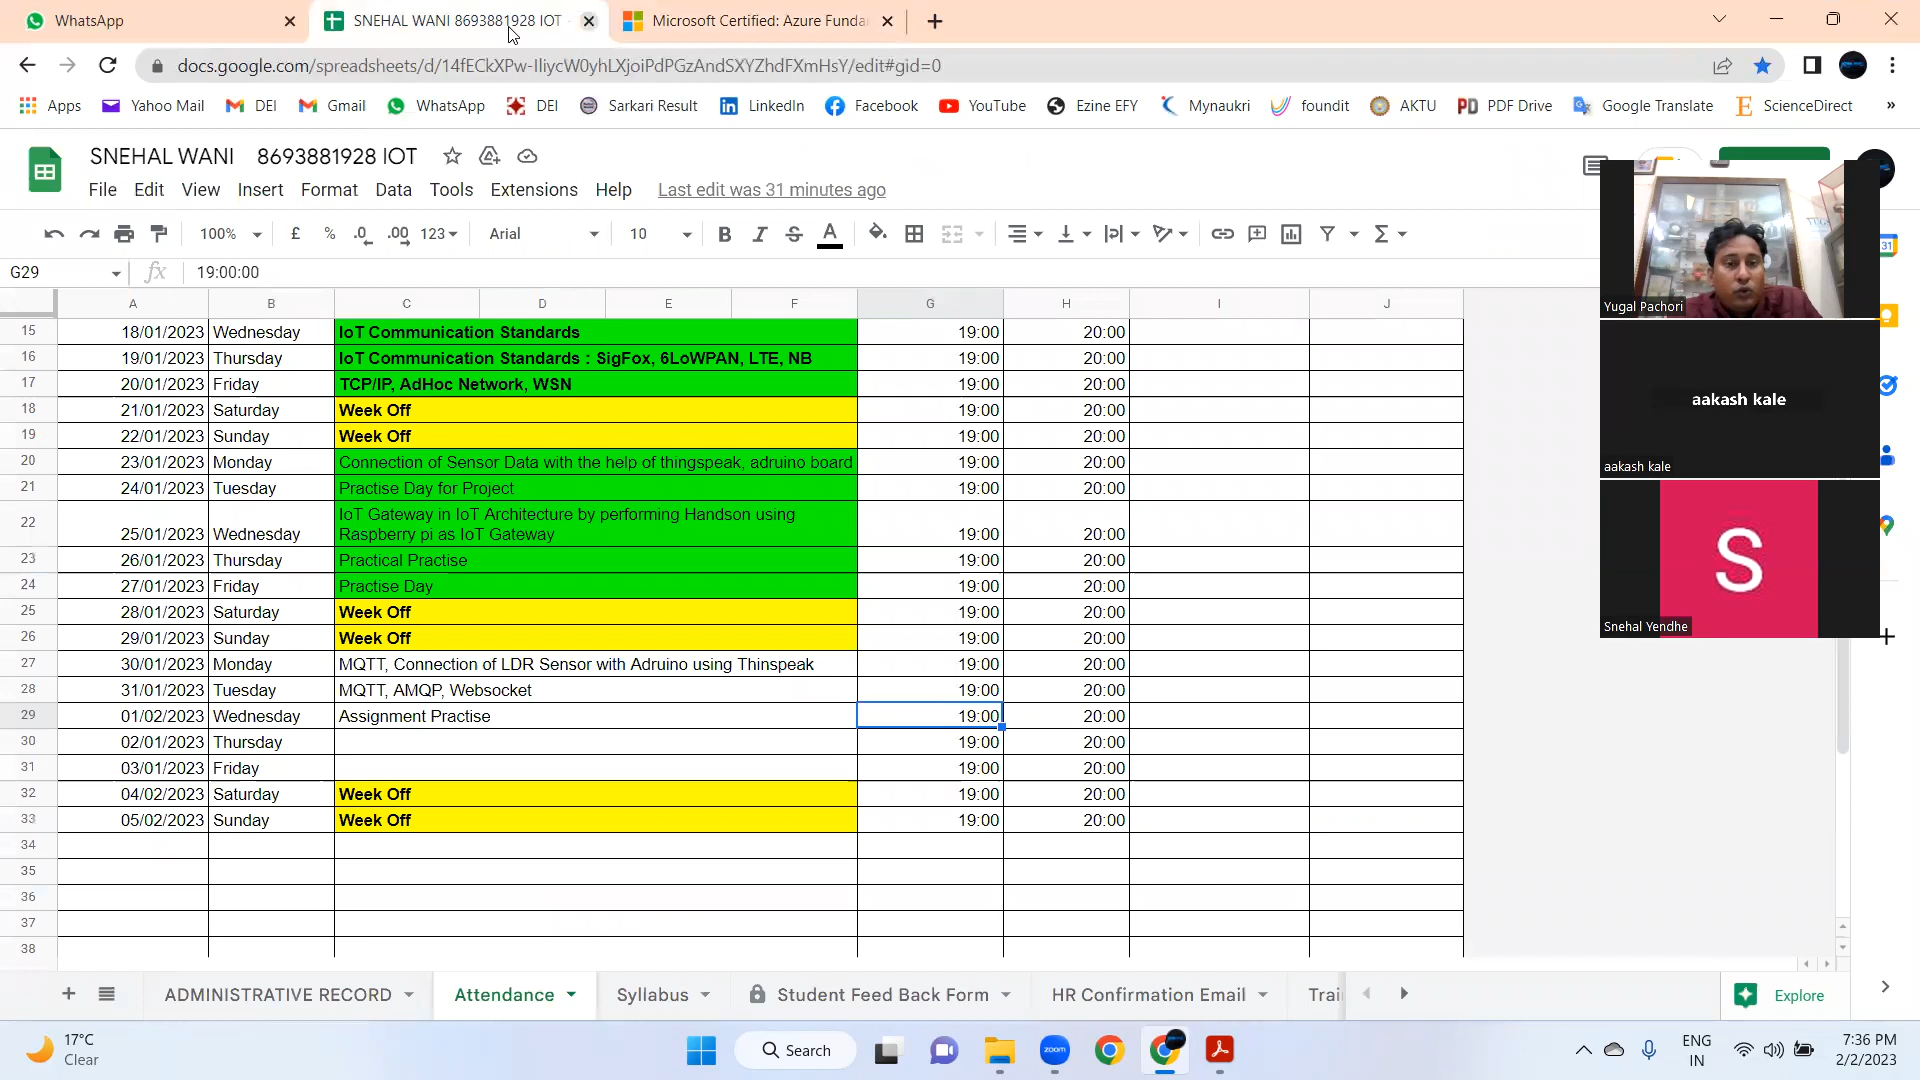 WhatsApp
SNEHAL WANI 8693881928 IOT
Microsoft Certified: Azure Funda
docs.google.com/spreadsheets/d/14fECkXPw-IliycW0yhLXjoiPdPGzAndSXYZhdFXmHsY/edit#gid=0
Apps Yahoo Mail DEI Gmail WhatsApp DEI Sarkari Result LinkedIn Facebook YouTube Ezine EFY Mynaukri foundit AKTU PDF Drive Google Translate ScienceDirect »
SNEHAL WANI 8693881928 IOT
File Edit View Insert Format Data Tools Extensions Help Last edit was 31 minutes ago
100% £ % .0 .00 123 Arial 10 B I S A
G29 fx 19:00:00
A B C D E F G H I J
15 18/01/2023 Wednesday IoT Communication Standards 19:00 20:00
16 19/01/2023 Thursday IoT Communication Standards : SigFox, 6LoWPAN, LTE, NB 19:00 20:00
17 20/01/2023 Friday TCP/IP, AdHoc Network, WSN 19:00 20:00
18 21/01/2023 Saturday Week Off 19:00 20:00
19 22/01/2023 Sunday Week Off 19:00 20:00
20 23/01/2023 Monday Connection of Sensor Data with the help of thingspeak, adruino board 19:00 20:00
21 24/01/2023 Tuesday Practise Day for Project 19:00 20:00
22 25/01/2023 Wednesday IoT Gateway in IoT Architecture by performing Handson using
Raspberry pi as IoT Gateway 19:00 20:00
23 26/01/2023 Thursday Practical Practise 19:00 20:00
24 27/01/2023 Friday Practise Day 19:00 20:00
25 28/01/2023 Saturday Week Off 19:00 20:00
26 29/01/2023 Sunday Week Off 19:00 20:00
27 30/01/2023 Monday MQTT, Connection of LDR Sensor with Adruino using Thinspeak 19:00 20:00
28 31/01/2023 Tuesday MQTT, AMQP, Websocket 19:00 20:00
29 01/02/2023 Wednesday Assignment Practise 19:00 20:00
30 02/01/2023 Thursday 19:00 20:00
31 03/01/2023 Friday 19:00 20:00
32 04/02/2023 Saturday Week Off 19:00 20:00
33 05/02/2023 Sunday Week Off 19:00 20:00
34
35
36
37
38
Yugal Pachori
aakash kale
aakash kale
S
Snehal Yendhe
31
ADMINISTRATIVE RECORD Attendance Syllabus Student Feed Back Form HR Confirmation Email Trai Explore
17°C
Clear
Search
zoom
ENG
IN
7:36 PM
2/2/2023